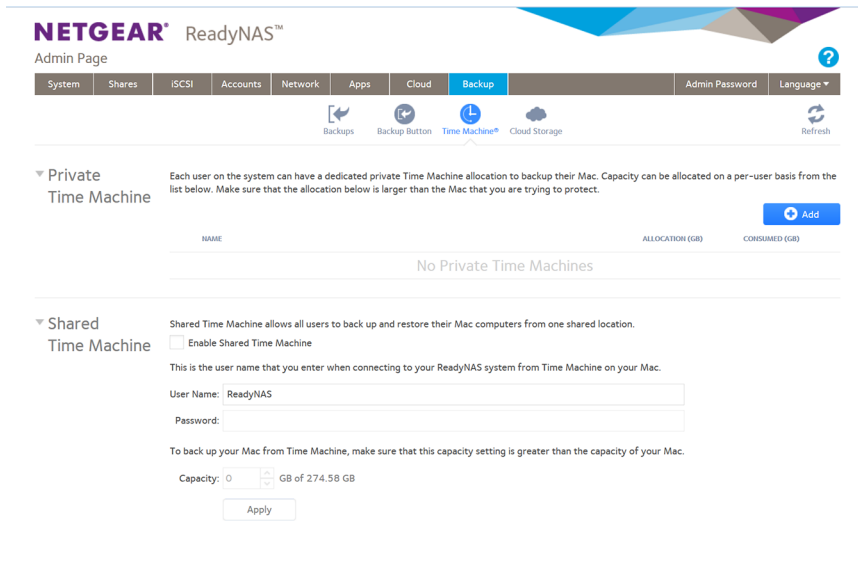 NETGEAR® ReadyNAS™
Admin Page
?
System Shares iSCSI Accounts Network Apps Cloud Backup Admin Password Language
Backups Backup Button Time Machine® Cloud Storage Refresh
Private
Time Machine
Each user on the system can have a dedicated private Time Machine allocation to backup their Mac. Capacity can be allocated on a per-user basis from the
list below. Make sure that the allocation below is larger than the Mac that you are trying to protect.
Add
NAME ALLOCATION (GB) CONSUMED (GB)
No Private Time Machines
Shared
Time Machine
Shared Time Machine allows all users to back up and restore their Mac computers from one shared location.
Enable Shared Time Machine
This is the user name that you enter when connecting to your ReadyNAS system from Time Machine on your Mac.
User Name: ReadyNAS
Password:
To back up your Mac from Time Machine, make sure that this capacity setting is greater than the capacity of your Mac.
Capacity: 0 GB of 274.58 GB
Apply